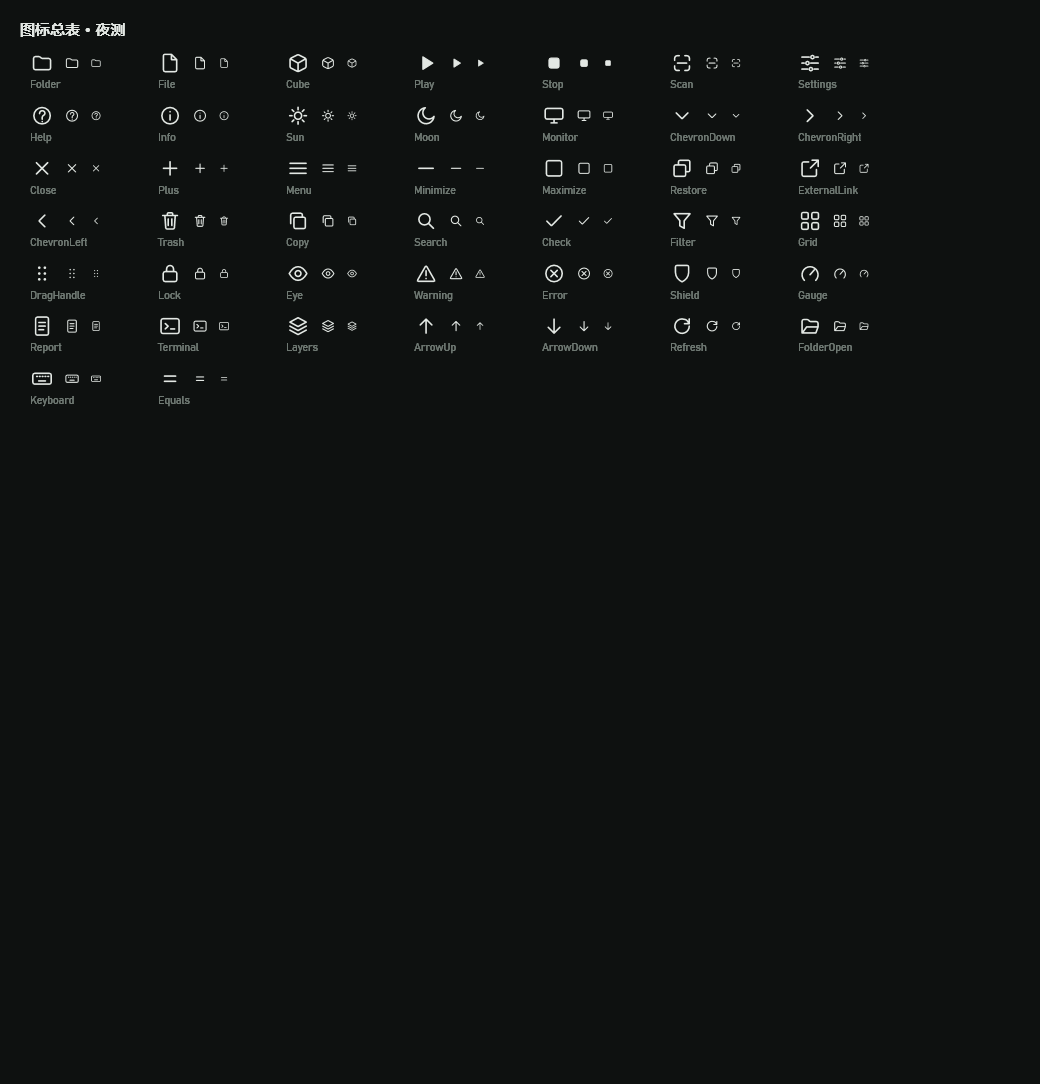 图标总表 • 夜测
Folder File Cube Play Stop Scan Settings
Help Info Sun Moon Monitor ChevronDown ChevronRight
Close Plus Menu Minimize Maximize Restore ExternalLink
ChevronLeft Trash Copy Search Check Filter Grid
DragHandle Lock Eye Warning Error Shield Gauge
Report Terminal Layers ArrowUp ArrowDown Refresh FolderOpen
Keyboard Equals